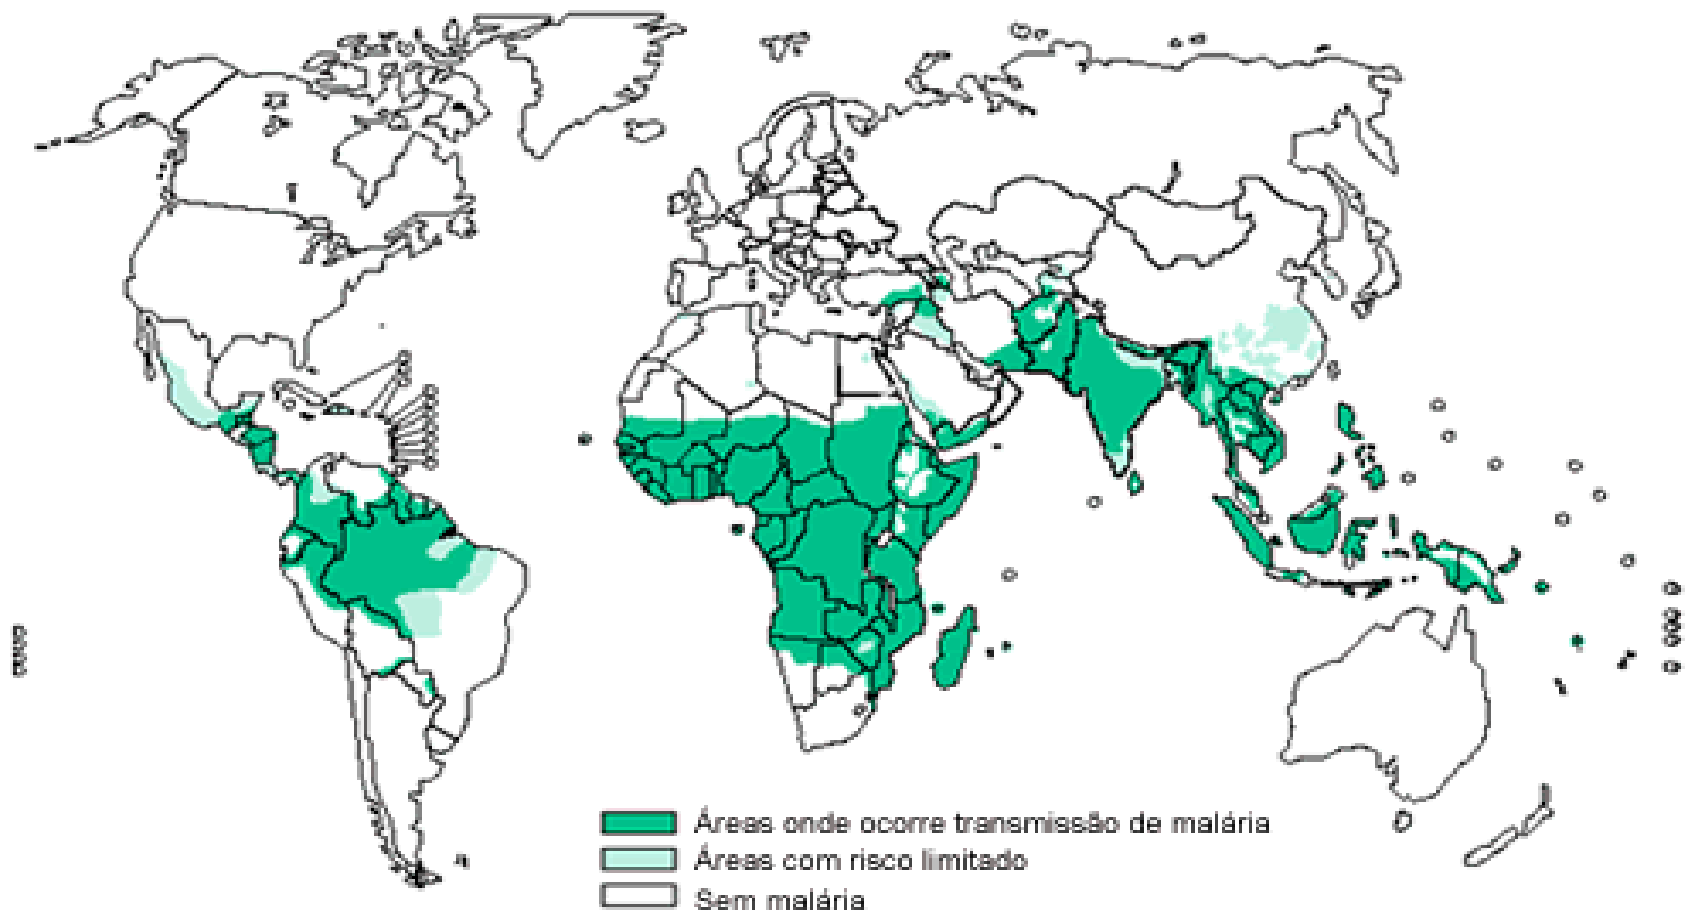 Áreas onde ocorre transmissão de malária
Áreas com risco limitado
Sem malária